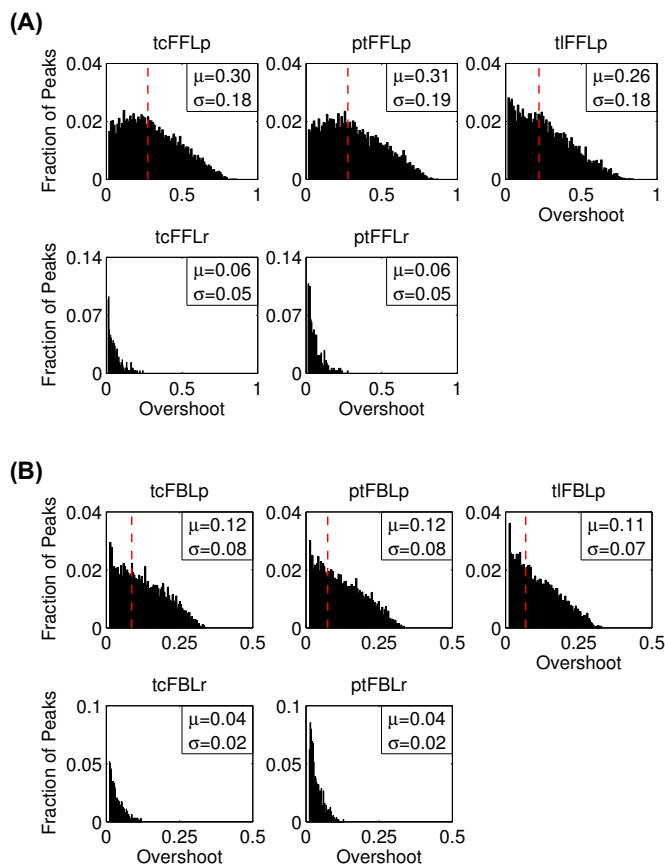 (A)
tcFFLp
ptFFLp
tlFFLp
Fraction of Peaks
0.04
0.02
0
μ=0.30
σ=0.18
0 0.5 1
0.04
0.02
0
μ=0.31
σ=0.19
0 0.5 1
0.04
0.02
0
μ=0.26
σ=0.18
0 0.5 1
Overshoot
tcFFLr
ptFFLr
Fraction of Peaks
0.14
0.07
0
μ=0.06
σ=0.05
0 0.5 1
Overshoot
0.14
0.07
0
μ=0.06
σ=0.05
0 0.5 1
Overshoot
(B)
tcFBLp
ptFBLp
tlFBLp
Fraction of Peaks
0.04
0.02
0
μ=0.12
σ=0.08
0 0.25 0.5
0.04
0.02
0
μ=0.12
σ=0.08
0 0.25 0.5
0.04
0.02
0
μ=0.11
σ=0.07
0 0.25 0.5
Overshoot
tcFBLr
ptFBLr
Fraction of Peaks
0.1
0.05
0
μ=0.04
σ=0.02
0 0.25 0.5
Overshoot
0.1
0.05
0
μ=0.04
σ=0.02
0 0.25 0.5
Overshoot